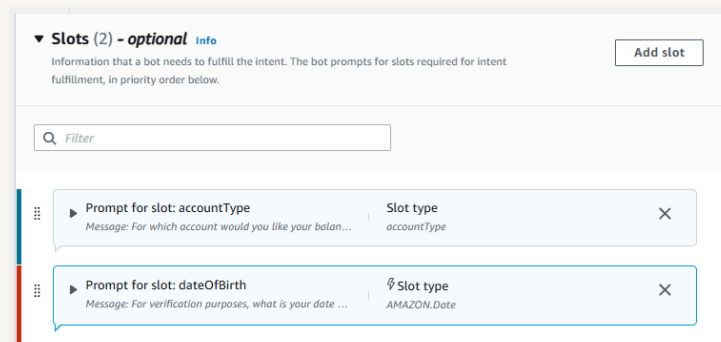 Slots (2) - optional Info
Information that a bot needs to fulfill the intent. The bot prompts for slots required for intent
fulfillment, in priority order below.
Add slot
Filter
Prompt for slot: accountType
Message: For which account would you like your balan...
Slot type
accountType
Prompt for slot: dateOfBirth
Message: For verification purposes, what is your date ...
Slot type
AMAZON.Date